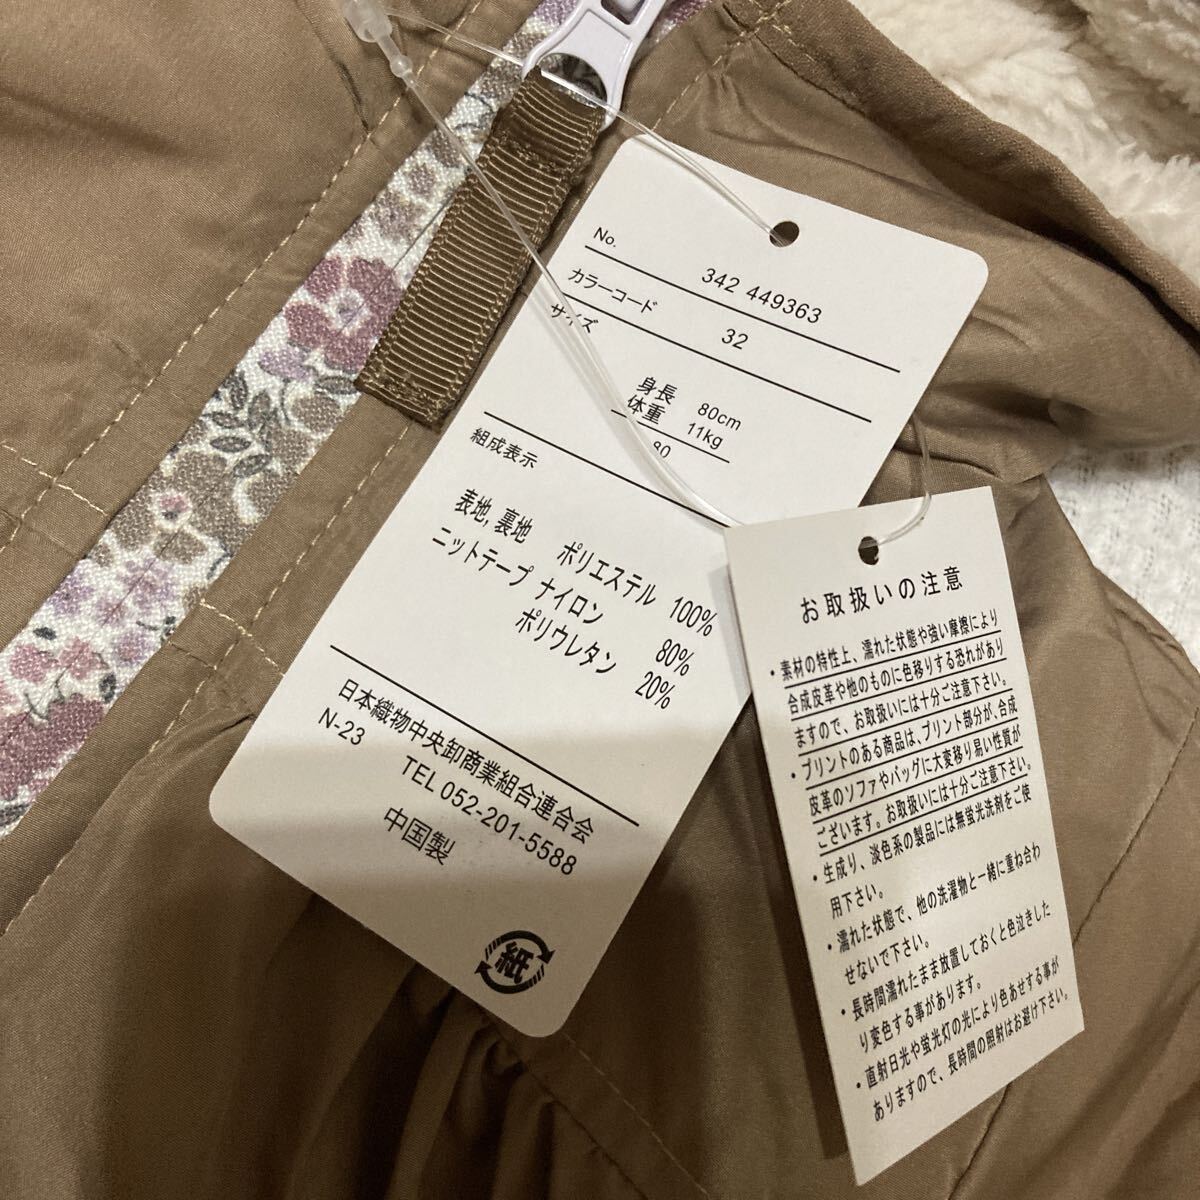 No.
342 449363
カラーコード
32
サイズ
身長 80cm
体重 11kg
80
組成表示
表地,裏地 ポリエステル 100%
ニットテープ ナイロン 80%
ポリウレタン 20%
日本織物中央卸商業組合連合会
N-23
TEL 052-201-5588
中国製
紙
お取扱いの注意
・素材の特性上、濡れた状態や強い摩擦により
合成皮革や他のものに色移りする恐れがあり
ますので、お取扱いには十分ご注意下さい。
・プリントのある商品は、プリント部分が、合成
皮革のソファやバッグに大変移り易い性質が
ございます。お取扱いには十分ご注意下さい。
・生成り、淡色系の製品には無蛍光洗剤をご使
用下さい。
・濡れた状態で、他の洗濯物と一緒に重ね合わ
せないで下さい。
・長時間濡れたまま放置しておくと色泣きした
り変色する事があります。
・直射日光や蛍光灯の光により色あせする事が
ありますので、長時間の照射はお避け下さい。